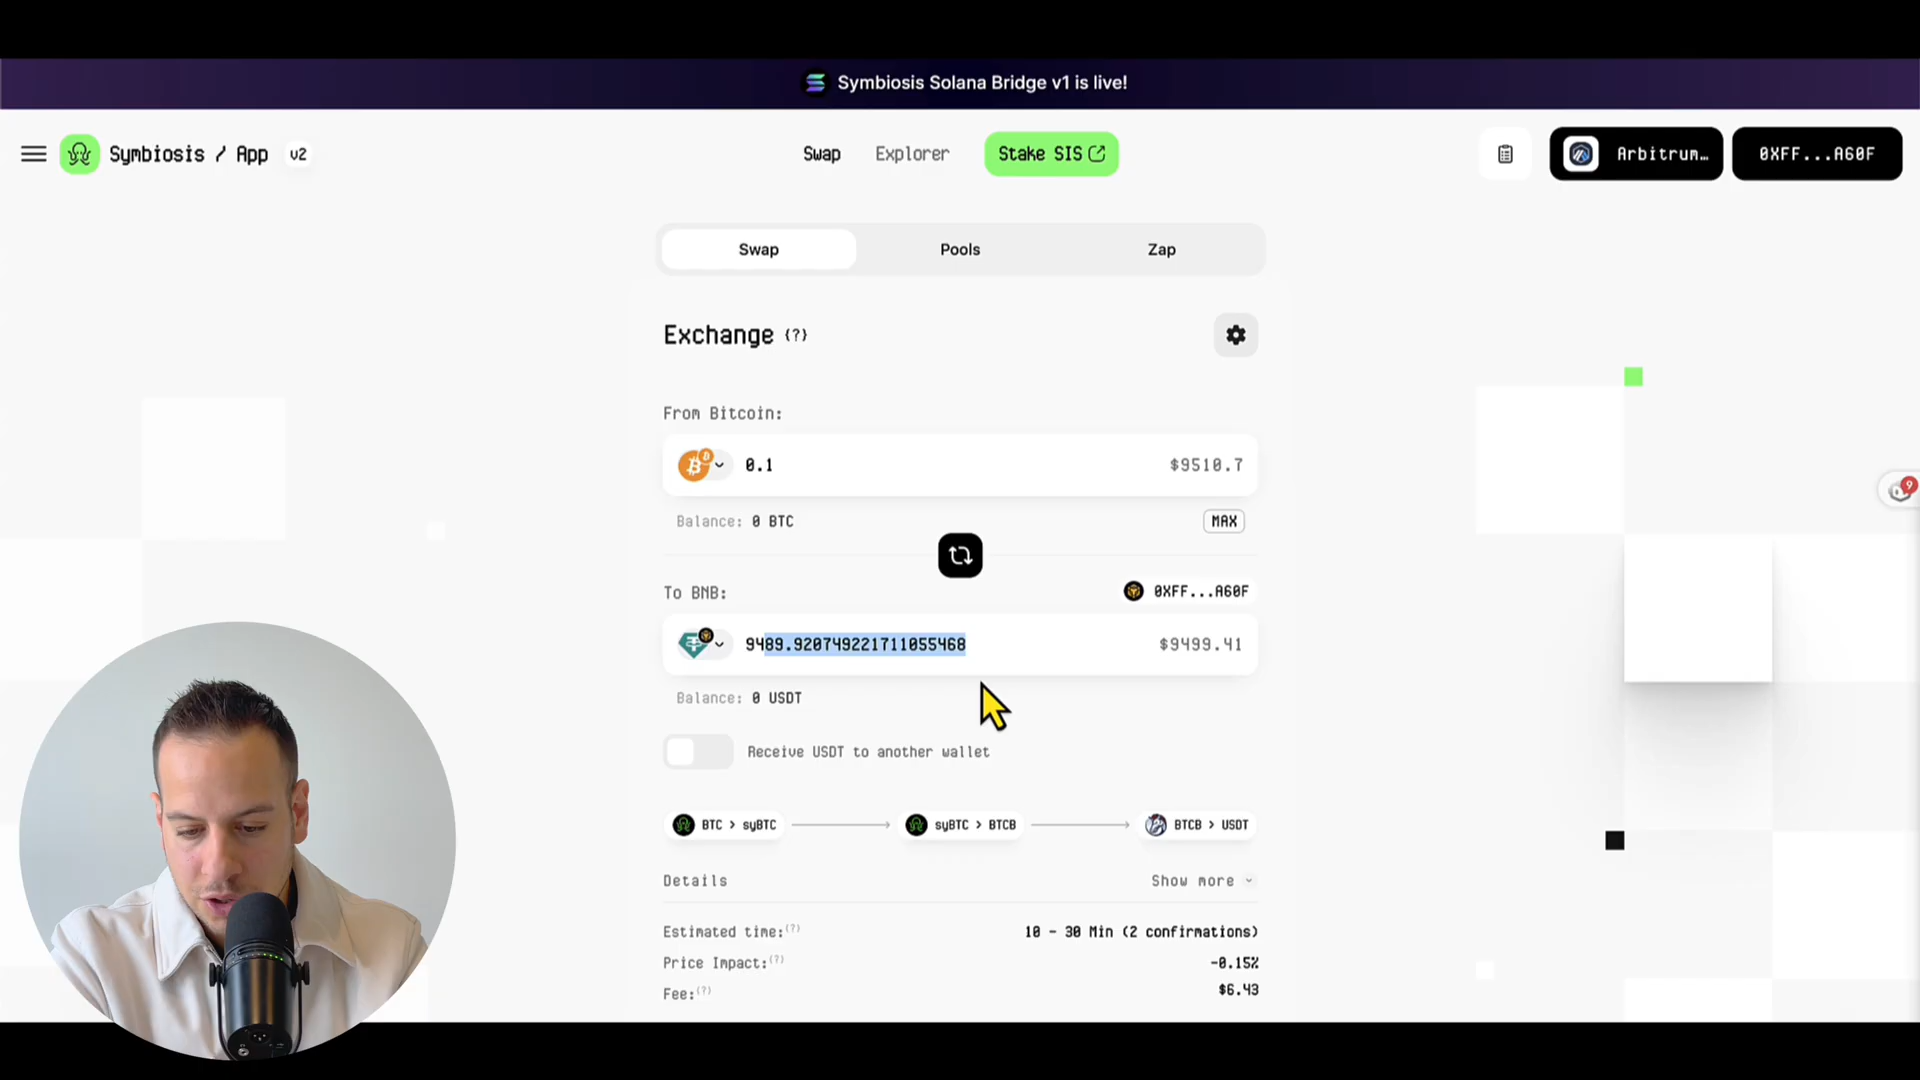 Symbiosis Solana Bridge v1 is live!
Symbiosis / App v2
Swap Explorer Stake SIS
Arbitrum… 0XFF...A60F
Swap Pools Zap
Exchange (?)
From Bitcoin:
0.1 $9510.7
Balance: 0 BTC MAX
To BNB: 0XFF...A60F
9489.920749221711055468 $9499.41
Balance: 0 USDT
Receive USDT to another wallet
BTC > syBTC syBTC > BTCB BTCB > USDT
Details Show more
Estimated time:(?) 10 - 30 Min (2 confirmations)
Price Impact:(?) -0.15%
Fee:(?) $6.43
9